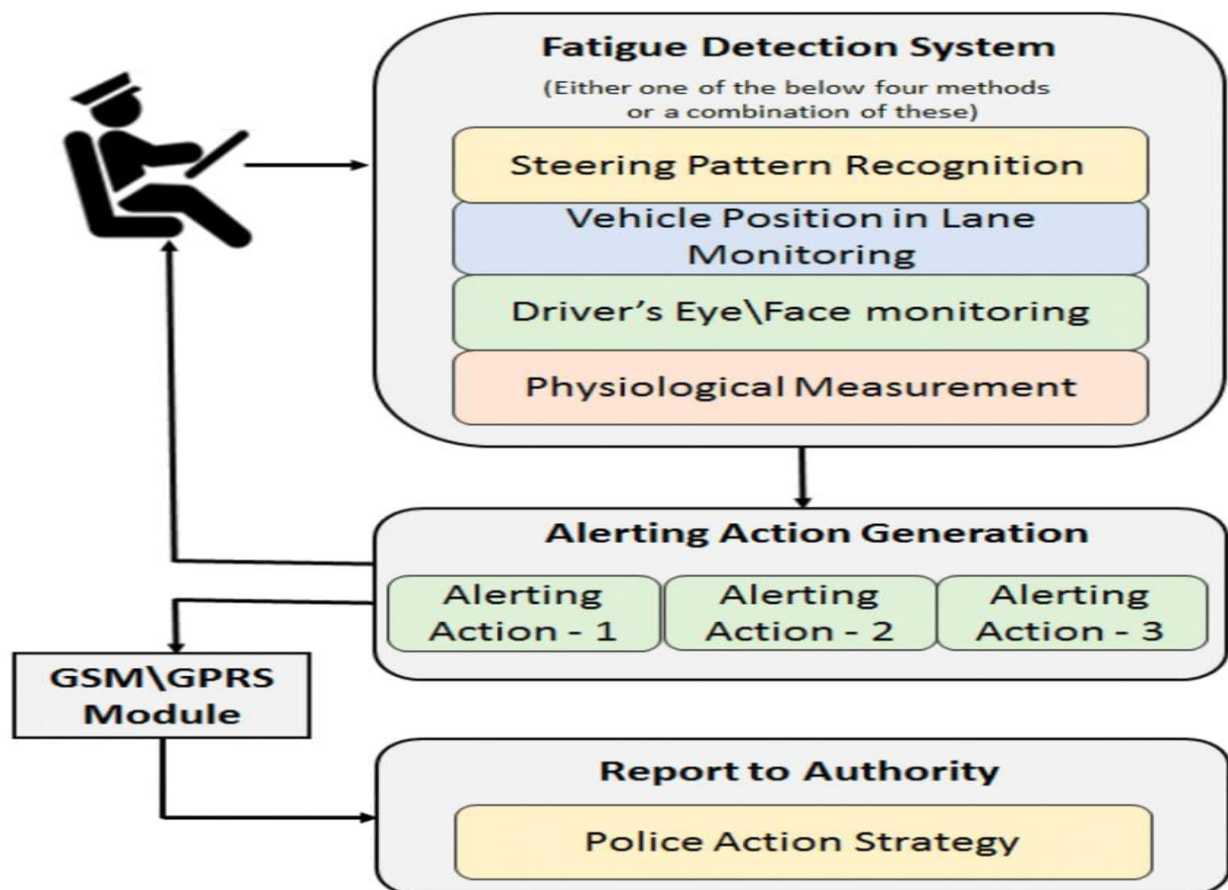 Fatigue Detection System
(Either one of the below four methods
or a combination of these)
Steering Pattern Recognition
Vehicle Position in Lane
Monitoring
Driver’s Eye\Face monitoring
Physiological Measurement
Alerting Action Generation
Alerting
Action - 1
Alerting
Action - 2
Alerting
Action - 3
GSM\GPRS
Module
Report to Authority
Police Action Strategy